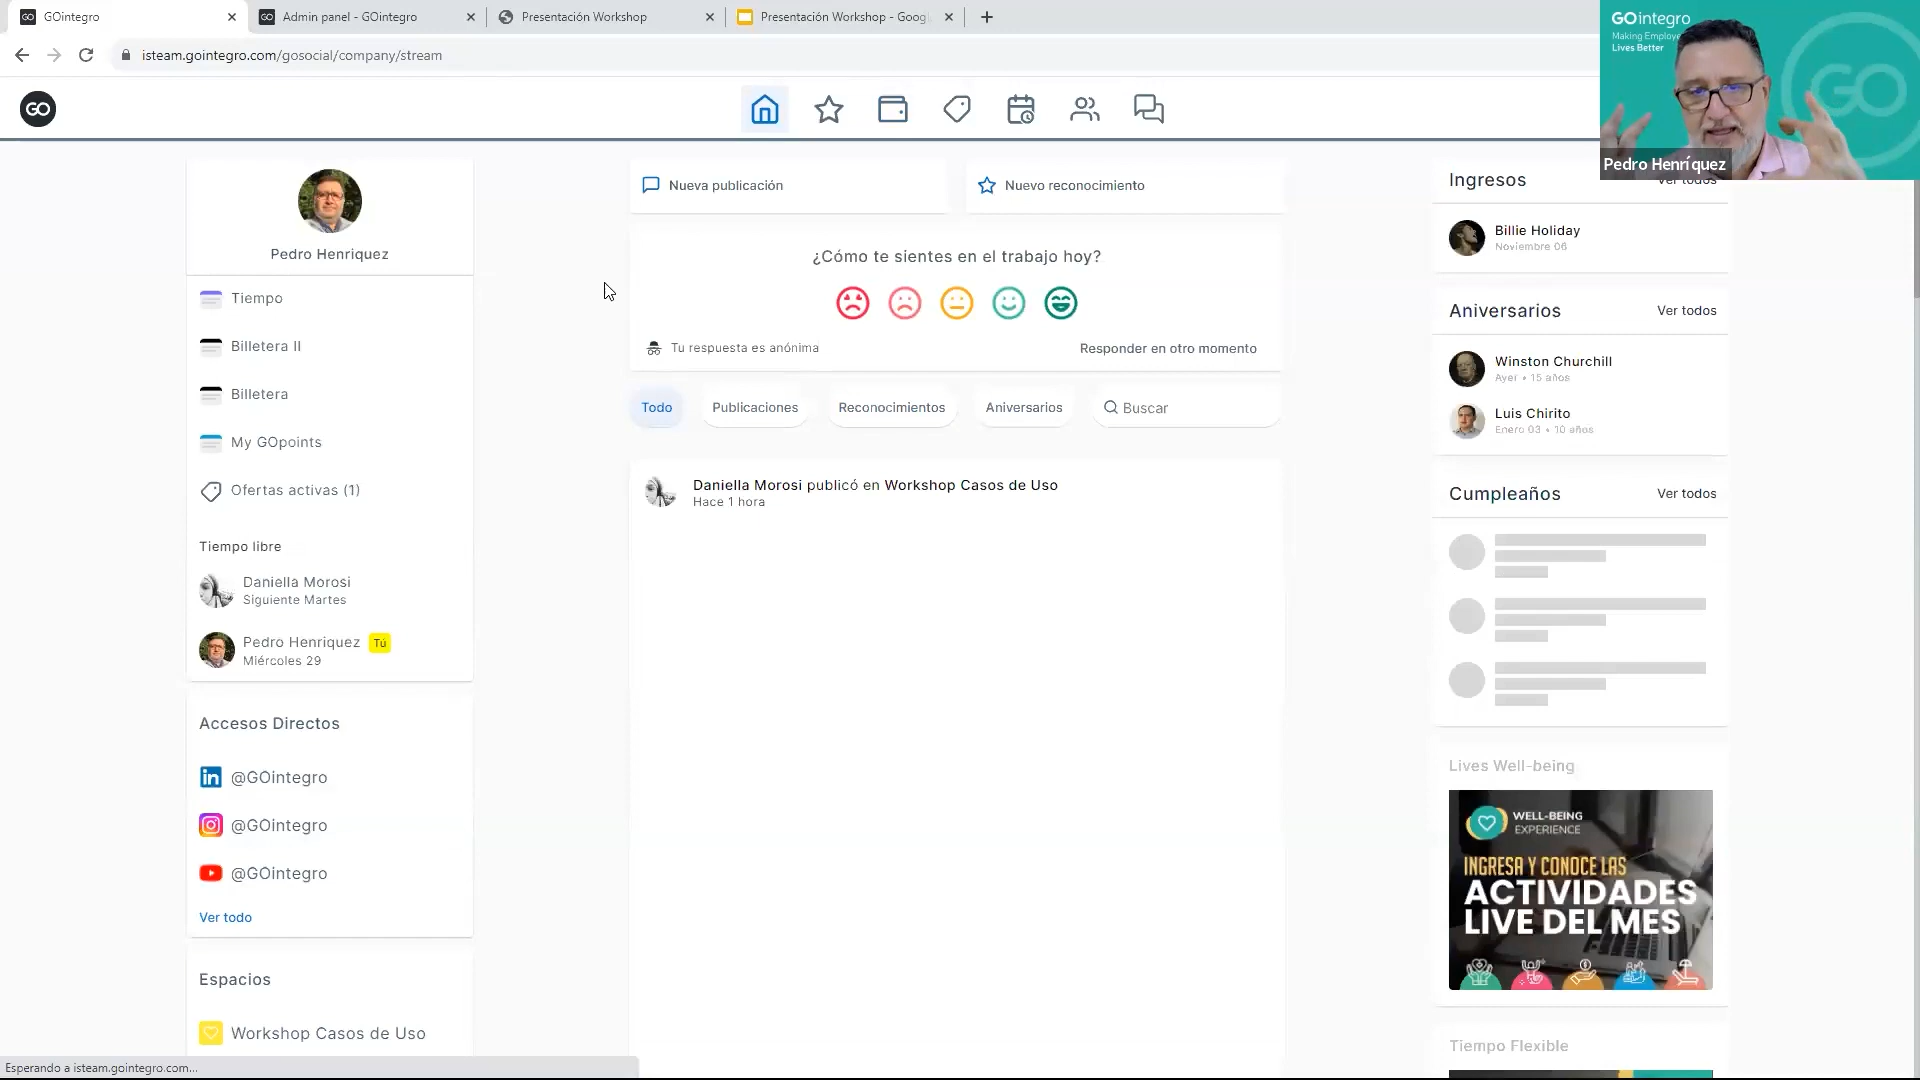 GOintegro
Admin panel - GOintegro
Presentación Workshop
Presentación Workshop - Goog
isteam.gointegro.com/gosocial/company/stream
GO
GOintegro
Making Employe
Lives Better
GO
Pedro Henríquez
Pedro Henriquez
Tiempo
Billetera II
Billetera
My GOpoints
Ofertas activas (1)
Tiempo libre
Daniella Morosi
Siguiente Martes
Pedro Henriquez Tú
Miércoles 29
Accesos Directos
@GOintegro
@GOintegro
@GOintegro
Ver todo
Espacios
Workshop Casos de Uso
Nueva publicación
Nuevo reconocimiento
¿Cómo te sientes en el trabajo hoy?
Tu respuesta es anónima
Responder en otro momento
Todo
Publicaciones
Reconocimientos
Aniversarios
Buscar
Daniella Morosi publicó en Workshop Casos de Uso
Hace 1 hora
Ingresos
Ver todos
Billie Holiday
Noviembre 06
Aniversarios
Ver todos
Winston Churchill
Ayer • 15 años
Luis Chirito
Enero 03 • 10 años
Cumpleaños
Ver todos
Lives Well-being
WELL-BEING
EXPERIENCE
INGRESA Y CONOCE LAS
ACTIVIDADES
LIVE DEL MES
Tiempo Flexible
Esperando a isteam.gointegro.com...